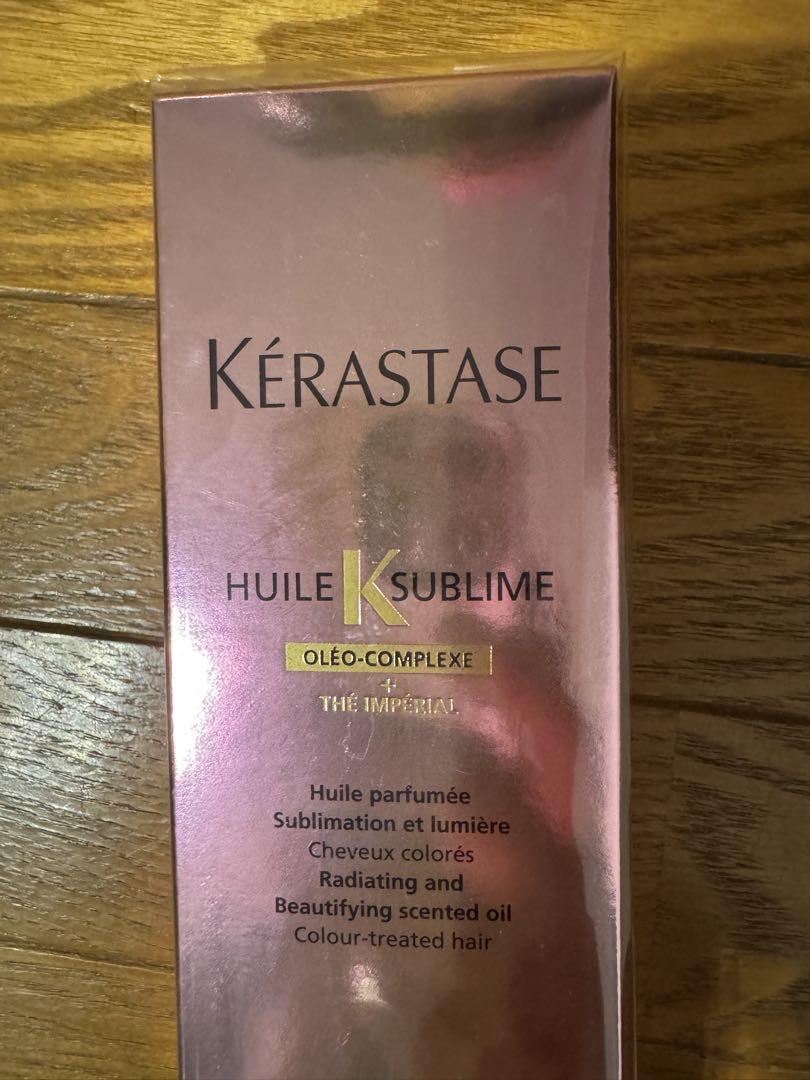 KÉRASTASE
HUILE K SUBLIME
OLÉO-COMPLEXE
+
THÉ IMPÉRIAL
Huile parfumée
Sublimation et lumière
Cheveux colorés
Radiating and
Beautifying scented oil
Colour-treated hair